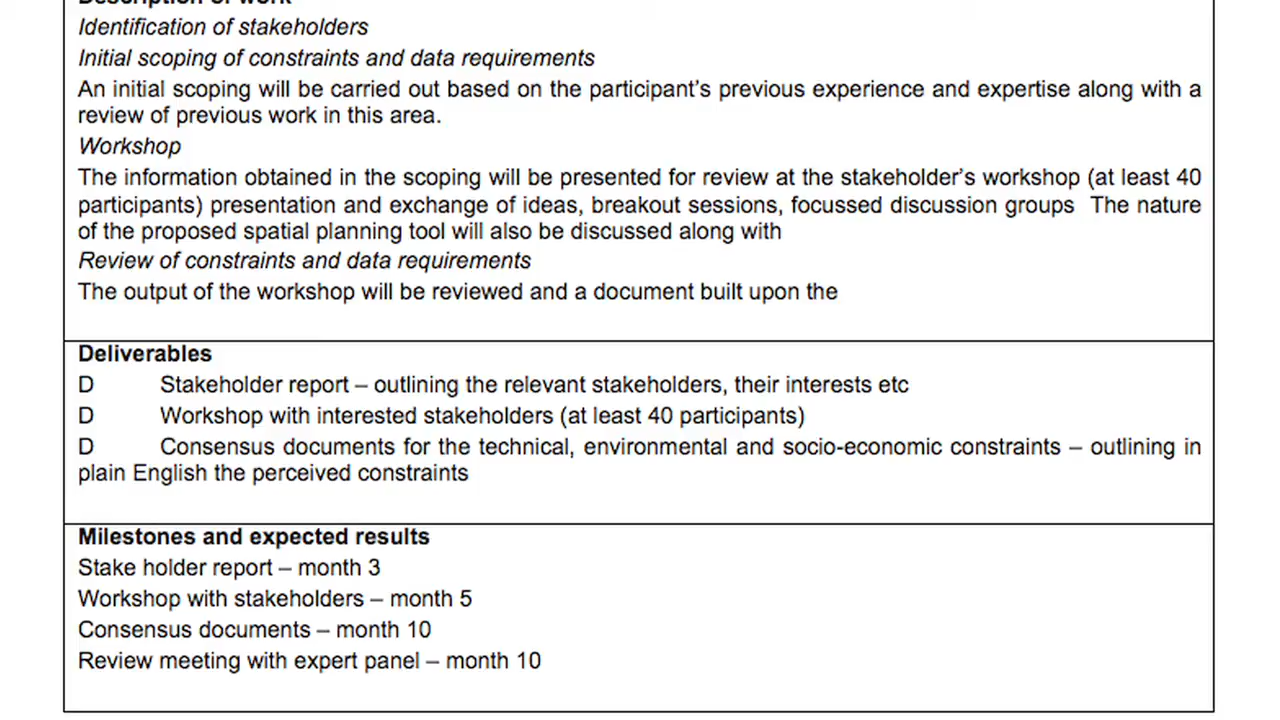 Description of work
Identification of stakeholders
Initial scoping of constraints and data requirements
An initial scoping will be carried out based on the participant’s previous experience and expertise along with a
review of previous work in this area.
Workshop
The information obtained in the scoping will be presented for review at the stakeholder’s workshop (at least 40
participants) presentation and exchange of ideas, breakout sessions, focussed discussion groups  The nature
of the proposed spatial planning tool will also be discussed along with
Review of constraints and data requirements
The output of the workshop will be reviewed and a document built upon the
Deliverables
D Stakeholder report – outlining the relevant stakeholders, their interests etc
D Workshop with interested stakeholders (at least 40 participants)
D Consensus documents for the technical, environmental and socio-economic constraints – outlining in
plain English the perceived constraints
Milestones and expected results
Stake holder report – month 3
Workshop with stakeholders – month 5
Consensus documents – month 10
Review meeting with expert panel – month 10